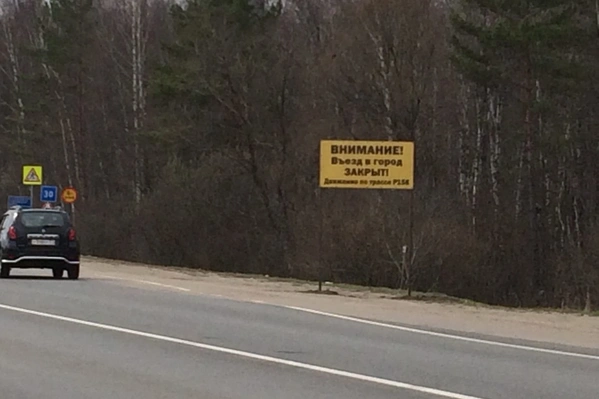 ВНИМАНИЕ!
Въезд в город
ЗАКРЫТ!
Движение по трассе Р158
30